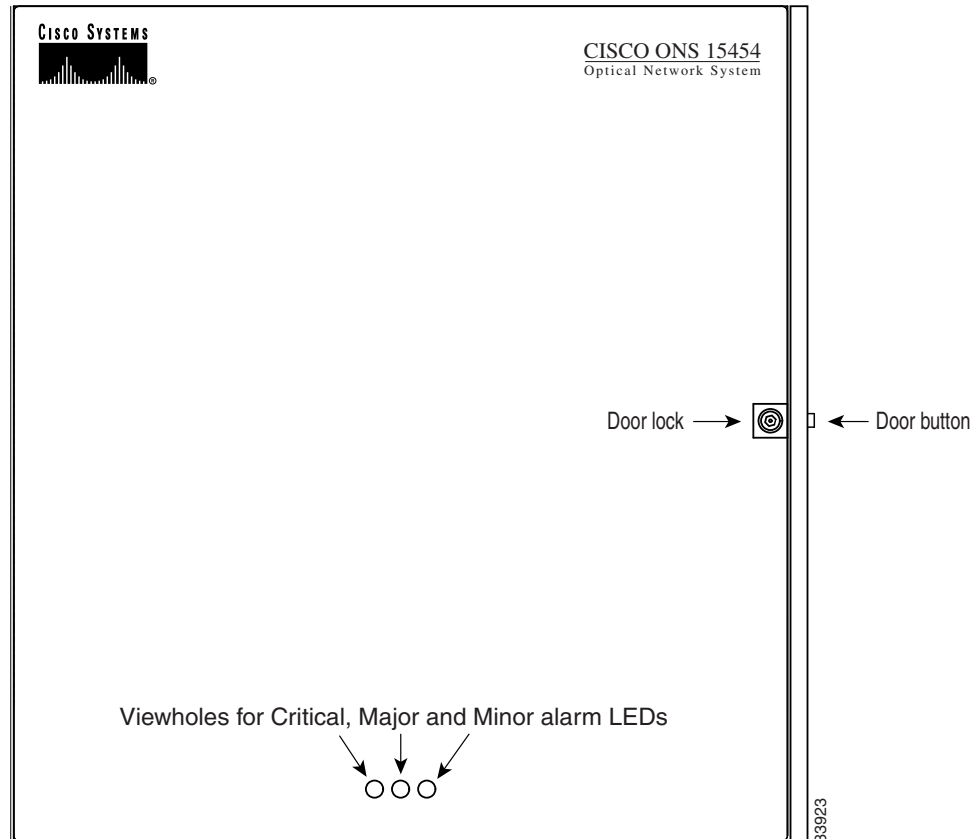 CISCO SYSTEMS
®
CISCO ONS 15454
Optical Network System
Door lock
Door button
Viewholes for Critical, Major and Minor alarm LEDs
33923